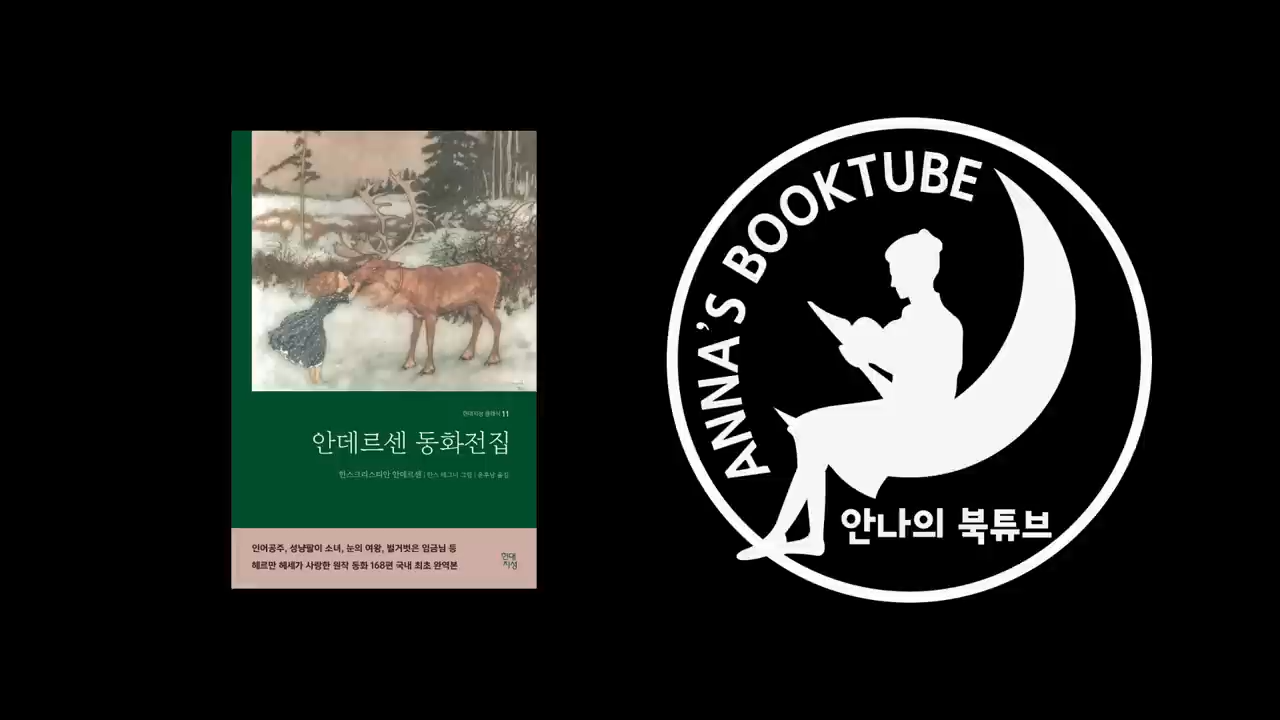 현대지성 클래식 11
안데르센 동화전집
한스크리스티안 안데르센 | 한스 테그너 그림 | 윤후남 옮김
인어공주, 성냥팔이 소녀, 눈의 여왕, 벌거벗은 임금님 등
헤르만 헤세가 사랑한 원작 동화 168편 국내 최초 완역본
현대
지성
ANNA'S BOOKTUBE
안나의 북튜브